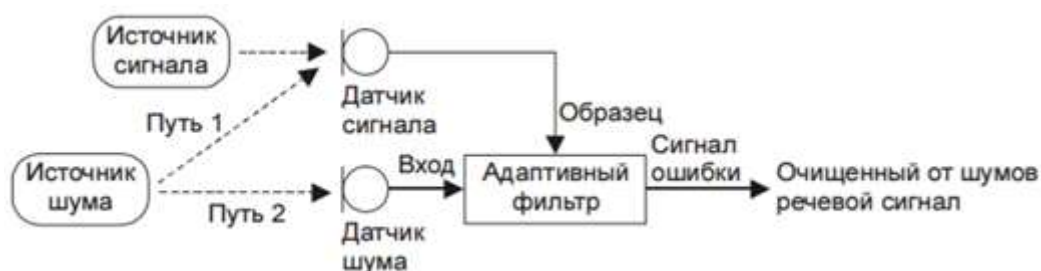 Источник
сигнала
Датчик
сигнала
Путь 1
Образец
Источник
шума
Путь 2
Датчик
шума
Вход
Адаптивный
фильтр
Сигнал
ошибки
Очищенный от шумов
речевой сигнал